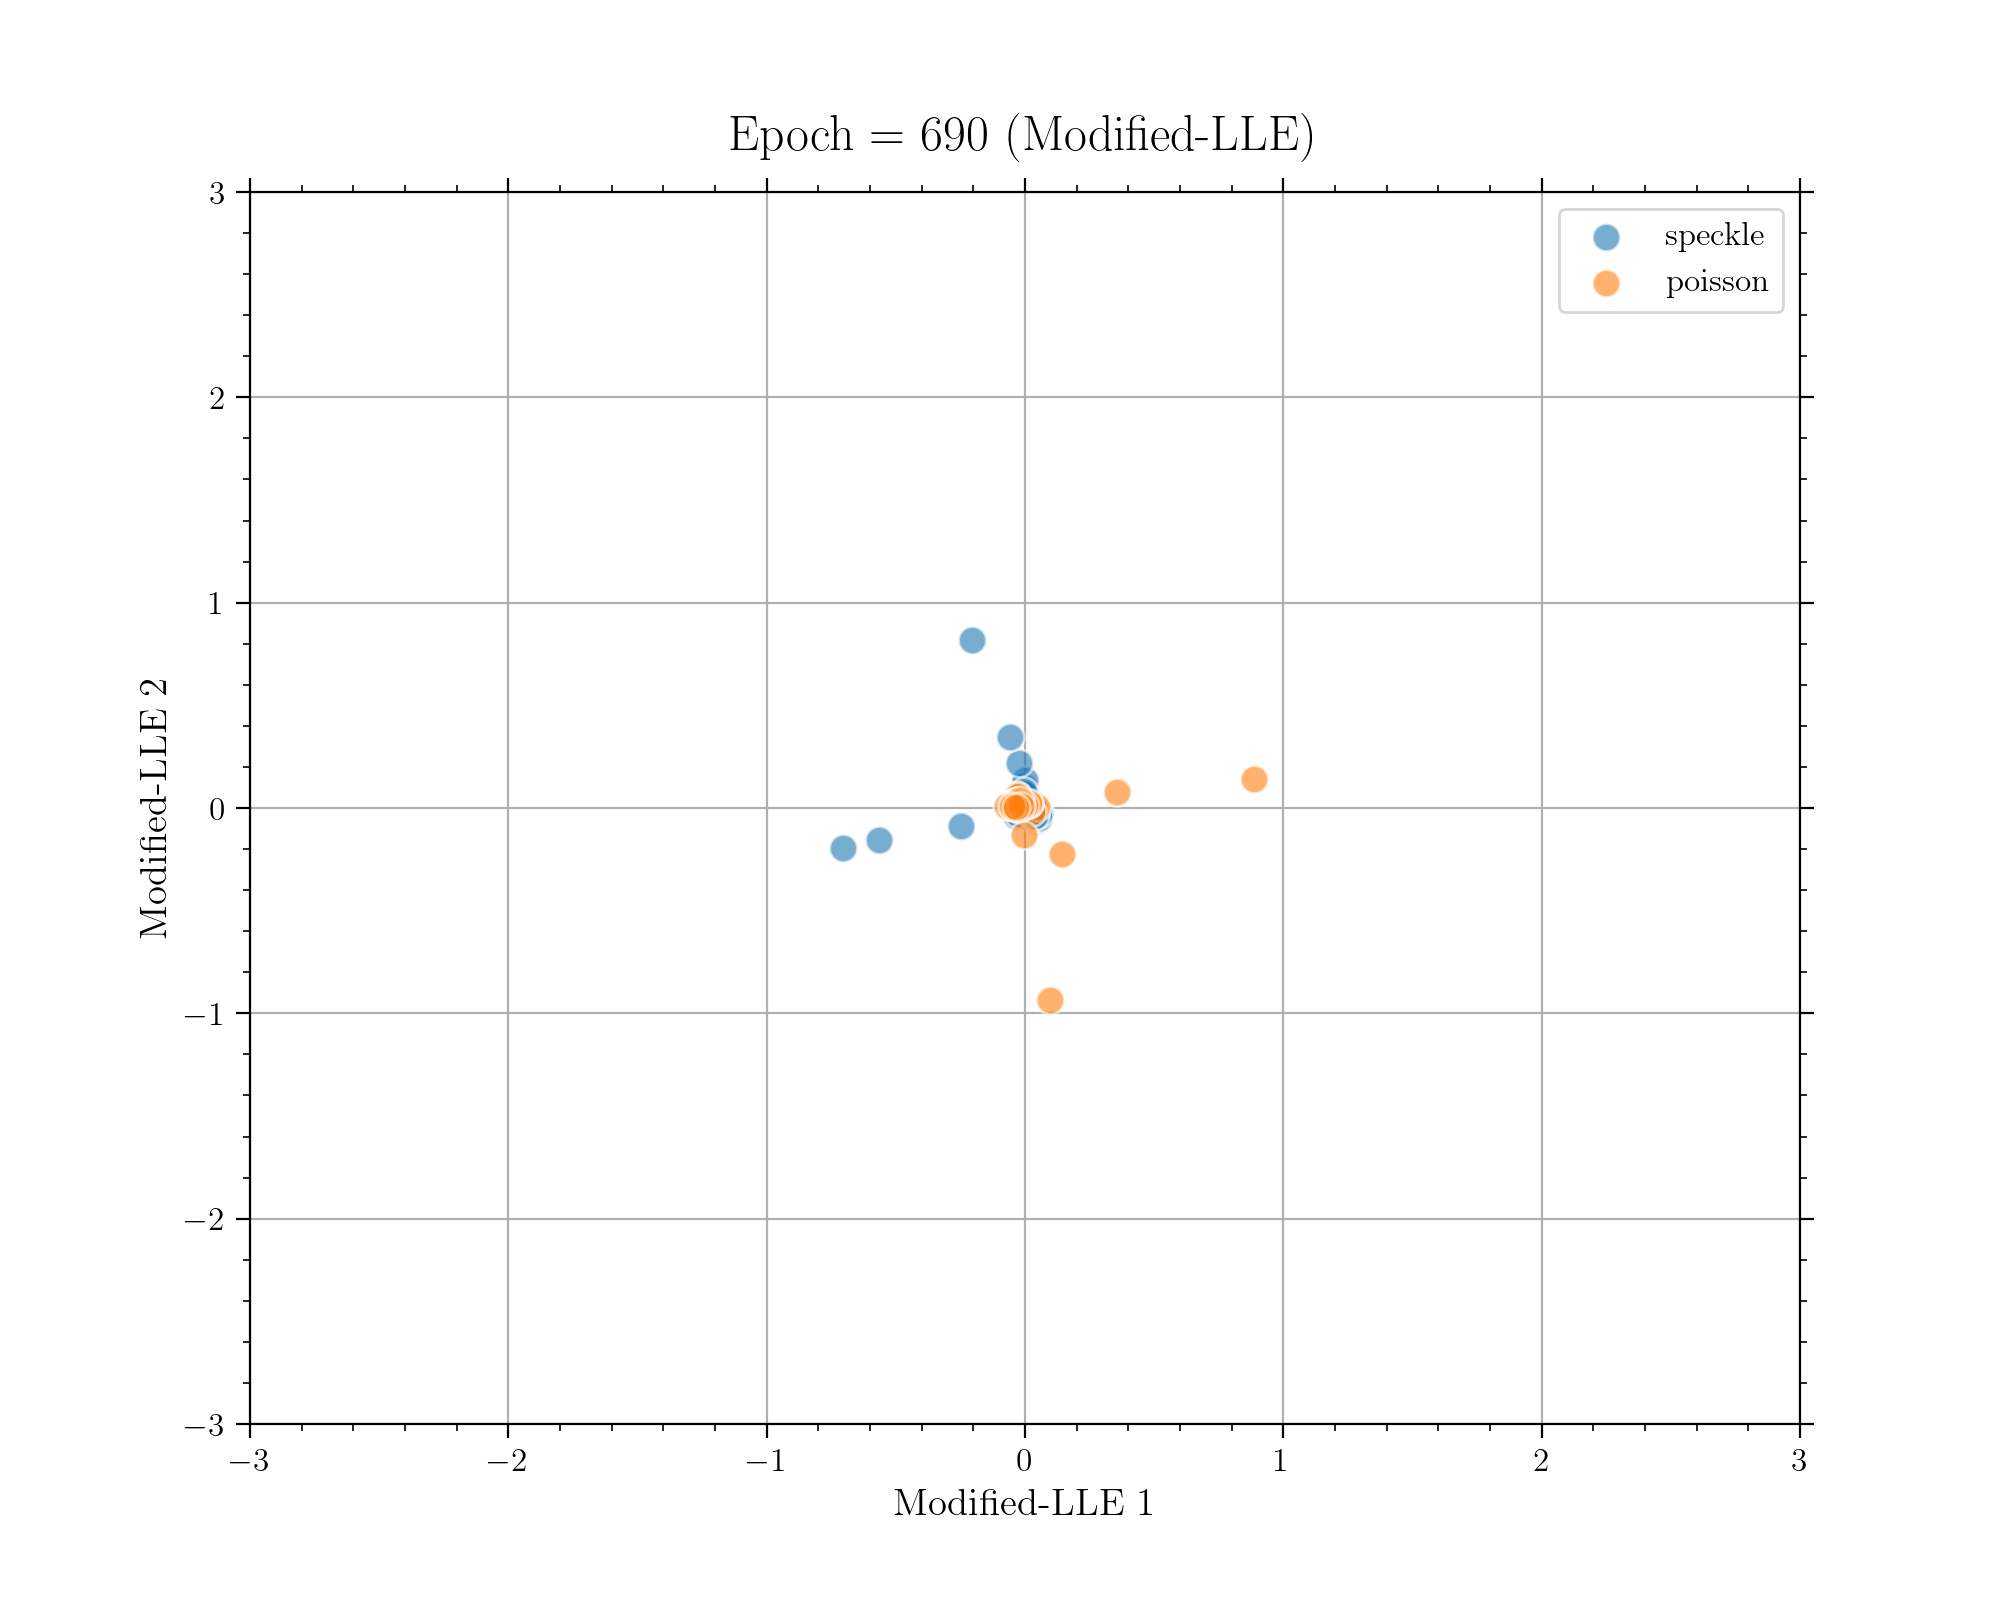 Epoch = 690 (Modified-LLE)
speckle
poisson
3
2
1
0
−1
−2
−3
Modified-LLE 2
−3
−2
−1
0
1
2
3
Modified-LLE 1